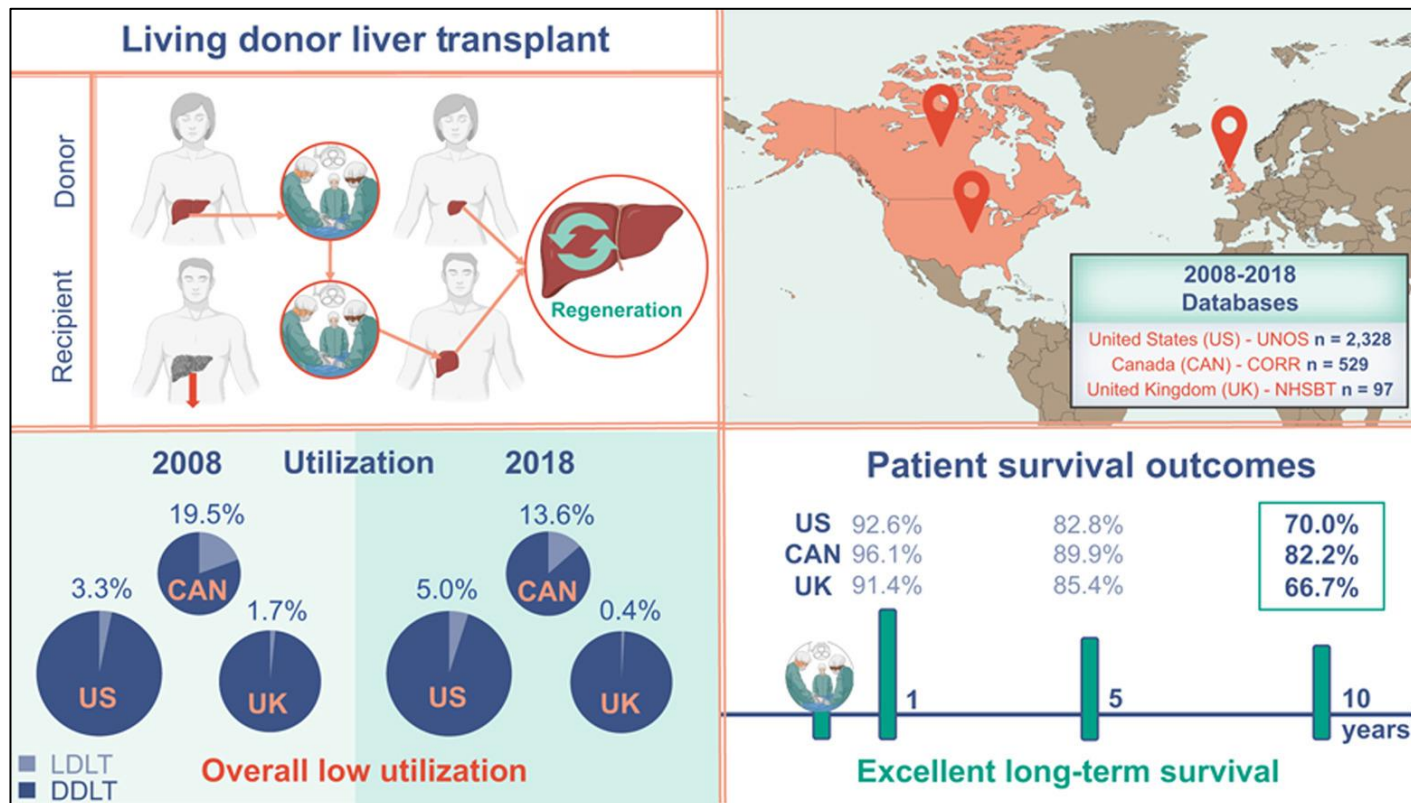 Living donor liver transplant
Donor
Recipient
Regeneration
2008-2018
Databases
United States (US) - UNOS n = 2,328
Canada (CAN) - CORR n = 529
United Kingdom (UK) - NHSBT n = 97
2008 Utilization 2018
19.5%
CAN
3.3%
US
1.7%
UK
13.6%
CAN
5.0%
US
0.4%
UK
LDLT
DDLT
Overall low utilization
Patient survival outcomes
US 92.6% 82.8% 70.0%
CAN 96.1% 89.9% 82.2%
UK 91.4% 85.4% 66.7%
1 5 10
years
Excellent long-term survival